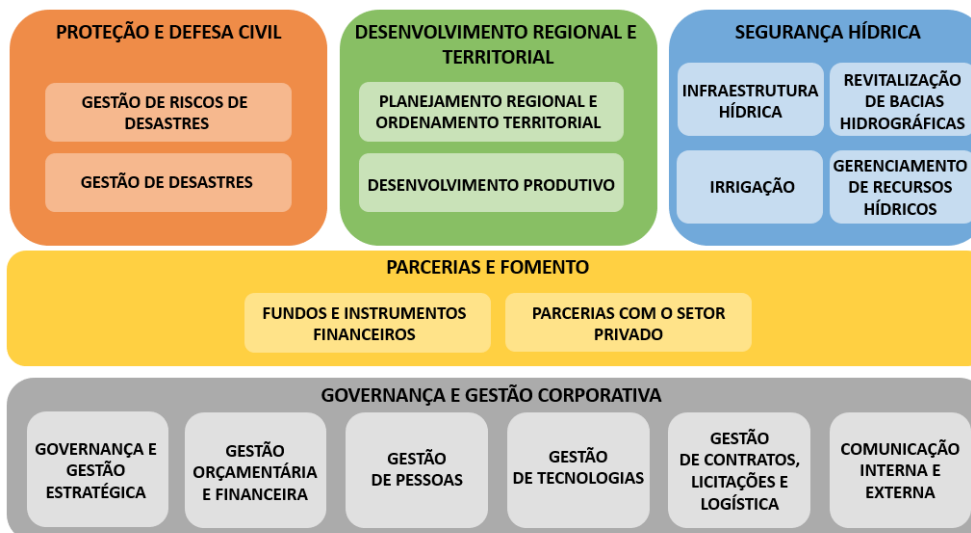 PROTEÇÃO E DEFESA CIVIL
GESTÃO DE RISCOS DE
DESASTRES
GESTÃO DE DESASTRES
DESENVOLVIMENTO REGIONAL E
TERRITORIAL
PLANEJAMENTO REGIONAL E
ORDENAMENTO TERRITORIAL
DESENVOLVIMENTO PRODUTIVO
SEGURANÇA HÍDRICA
INFRAESTRUTURA
HÍDRICA
REVITALIZAÇÃO
DE BACIAS
HIDROGRÁFICAS
IRRIGAÇÃO
GERENCIAMENTO
DE RECURSOS
HÍDRICOS
PARCERIAS E FOMENTO
FUNDOS E INSTRUMENTOS
FINANCEIROS
PARCERIAS COM O SETOR
PRIVADO
GOVERNANÇA E GESTÃO CORPORATIVA
GOVERNANÇA E
GESTÃO
ESTRATÉGICA
GESTÃO
ORÇAMENTÁRIA
E FINANCEIRA
GESTÃO
DE PESSOAS
GESTÃO
DE TECNOLOGIAS
GESTÃO
DE CONTRATOS,
LICITAÇÕES E
LOGÍSTICA
COMUNICAÇÃO
INTERNA E
EXTERNA